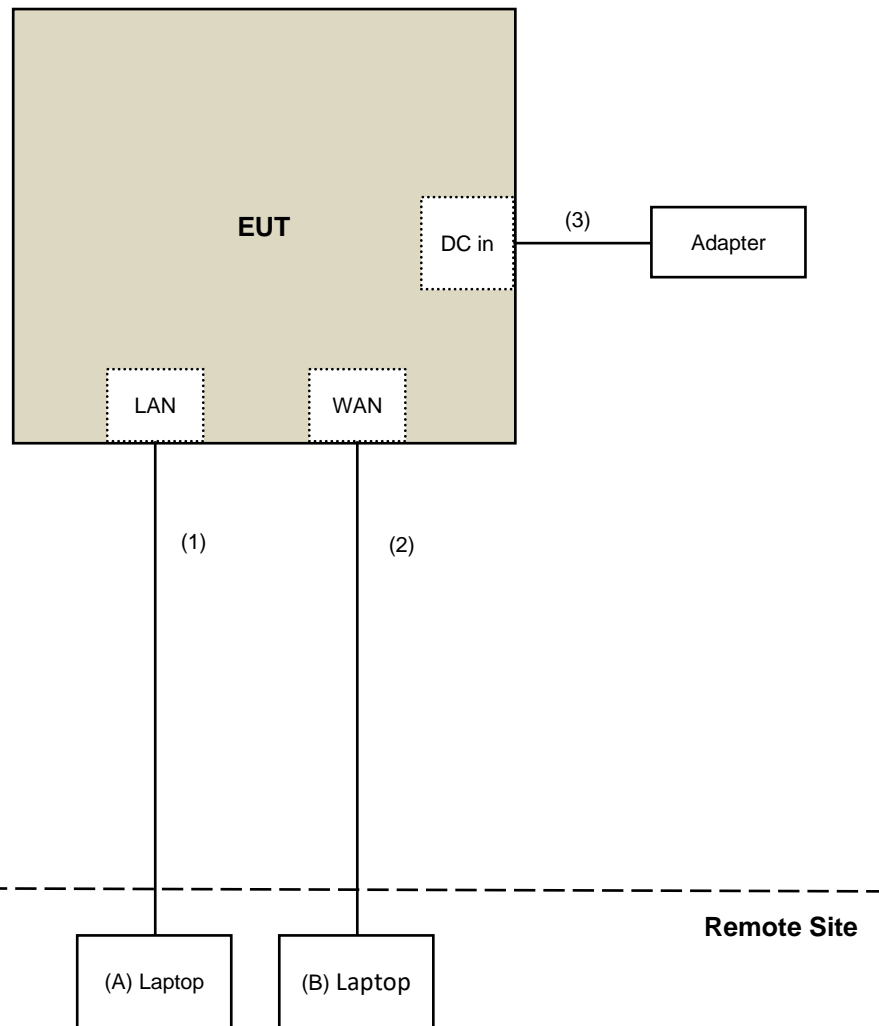 EUT
DC in
(3)
Adapter
LAN
WAN
(1)
(2)
Remote Site
(A) Laptop
(B) Laptop